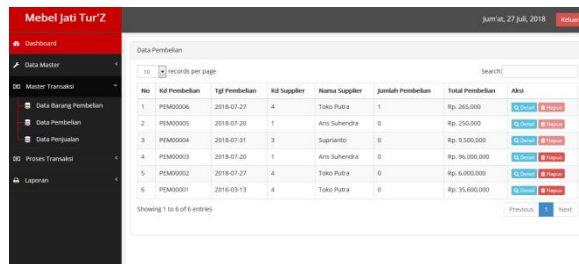 Mebel Jati Tur'Z
Jum'at, 27 Juli, 2018 Keluar
Dashboard
Data Master
Master Transaksi
Data Barang Pembelian
Data Pembelian
Data Penjualan
Proses Transaksi
Laporan
Data Pembelian
10 records per page Search:
No Kd Pembelian Tgl Pembelian Kd Supplier Nama Supplier Jumlah Pembelian Total Pembelian Aksi
1 PEM00006 2018-07-27 4 Toko Putra 1 Rp. 265,000 Detail Hapus
2 PEM00005 2018-07-20 1 Aris Suhendra 0 Rp. 250,000 Detail Hapus
3 PEM00004 2018-07-31 3 Suprianto 0 Rp. 9,500,000 Detail Hapus
4 PEM00003 2018-07-20 1 Aris Suhendra 0 Rp. 96,000,000 Detail Hapus
5 PEM00002 2018-07-27 4 Toko Putra 0 Rp. 6,000,000 Detail Hapus
6 PEM00001 2016-03-13 4 Toko Putra 0 Rp. 35,600,000 Detail Hapus
Showing 1 to 6 of 6 entries
Previous 1 Next